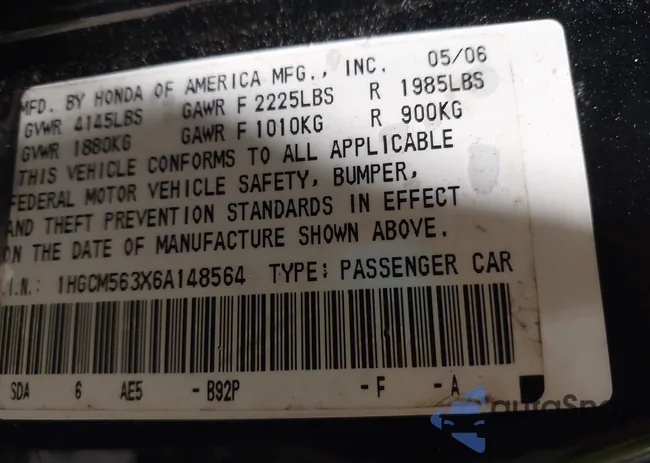 MFD. BY HONDA OF AMERICA MFG., INC. 05/06
GVWR 4145LBS GAWR F 2225LBS R 1985LBS
GVWR 1880KG GAWR F 1010KG R 900KG
THIS VEHICLE CONFORMS TO ALL APPLICABLE
FEDERAL MOTOR VEHICLE SAFETY, BUMPER,
AND THEFT PREVENTION STANDARDS IN EFFECT
ON THE DATE OF MANUFACTURE SHOWN ABOVE.
.I.N.: 1HGCM563X6A148564 TYPE: PASSENGER CAR
SDA 6 AE5 - B92P - F - A